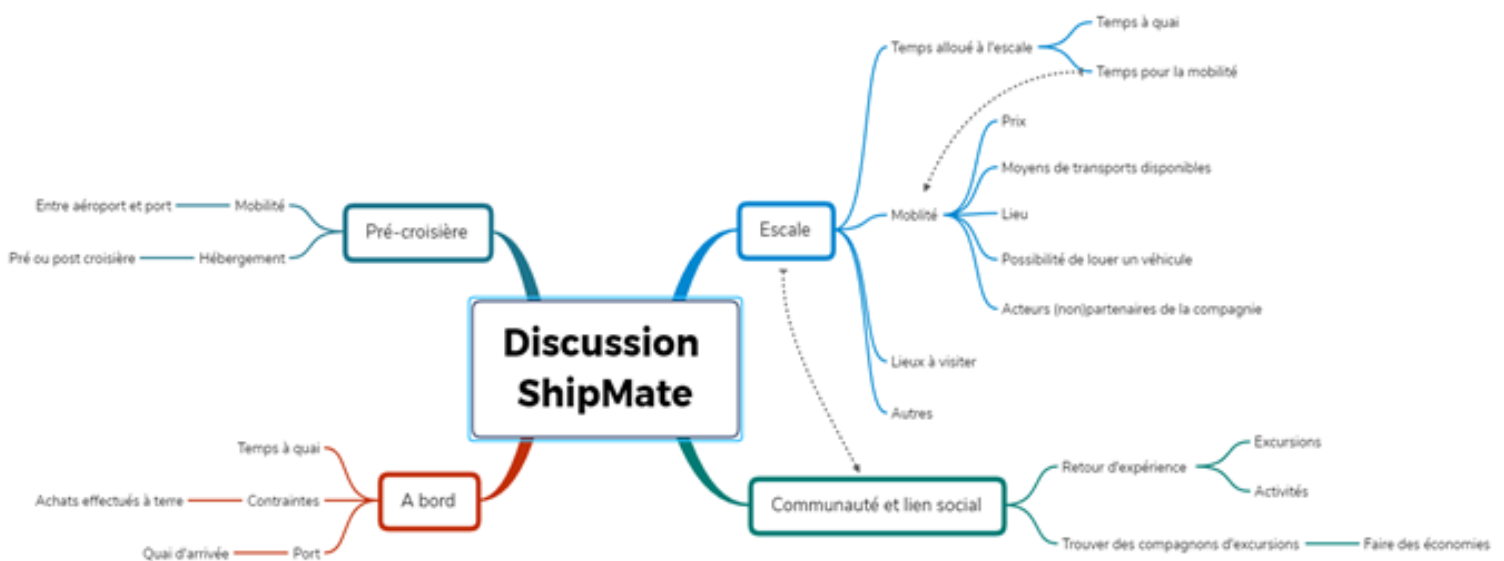 Discussion
ShipMate
Pré-croisière
Mobilité
Entre aéroport et port
Hébergement
Pré ou post croisière
Escale
Temps alloué à l'escale
Temps à quai
Temps pour la mobilité
Moblité
Prix
Moyens de transports disponibles
Lieu
Possibilité de louer un véhicule
Acteurs (non)partenaires de la compagnie
Lieux à visiter
Autres
A bord
Temps à quai
Contraintes
Achats effectués à terre
Port
Quai d'arrivée
Communauté et lien social
Retour d'expérience
Excursions
Activités
Trouver des compagnons d'excursions
Faire des économies